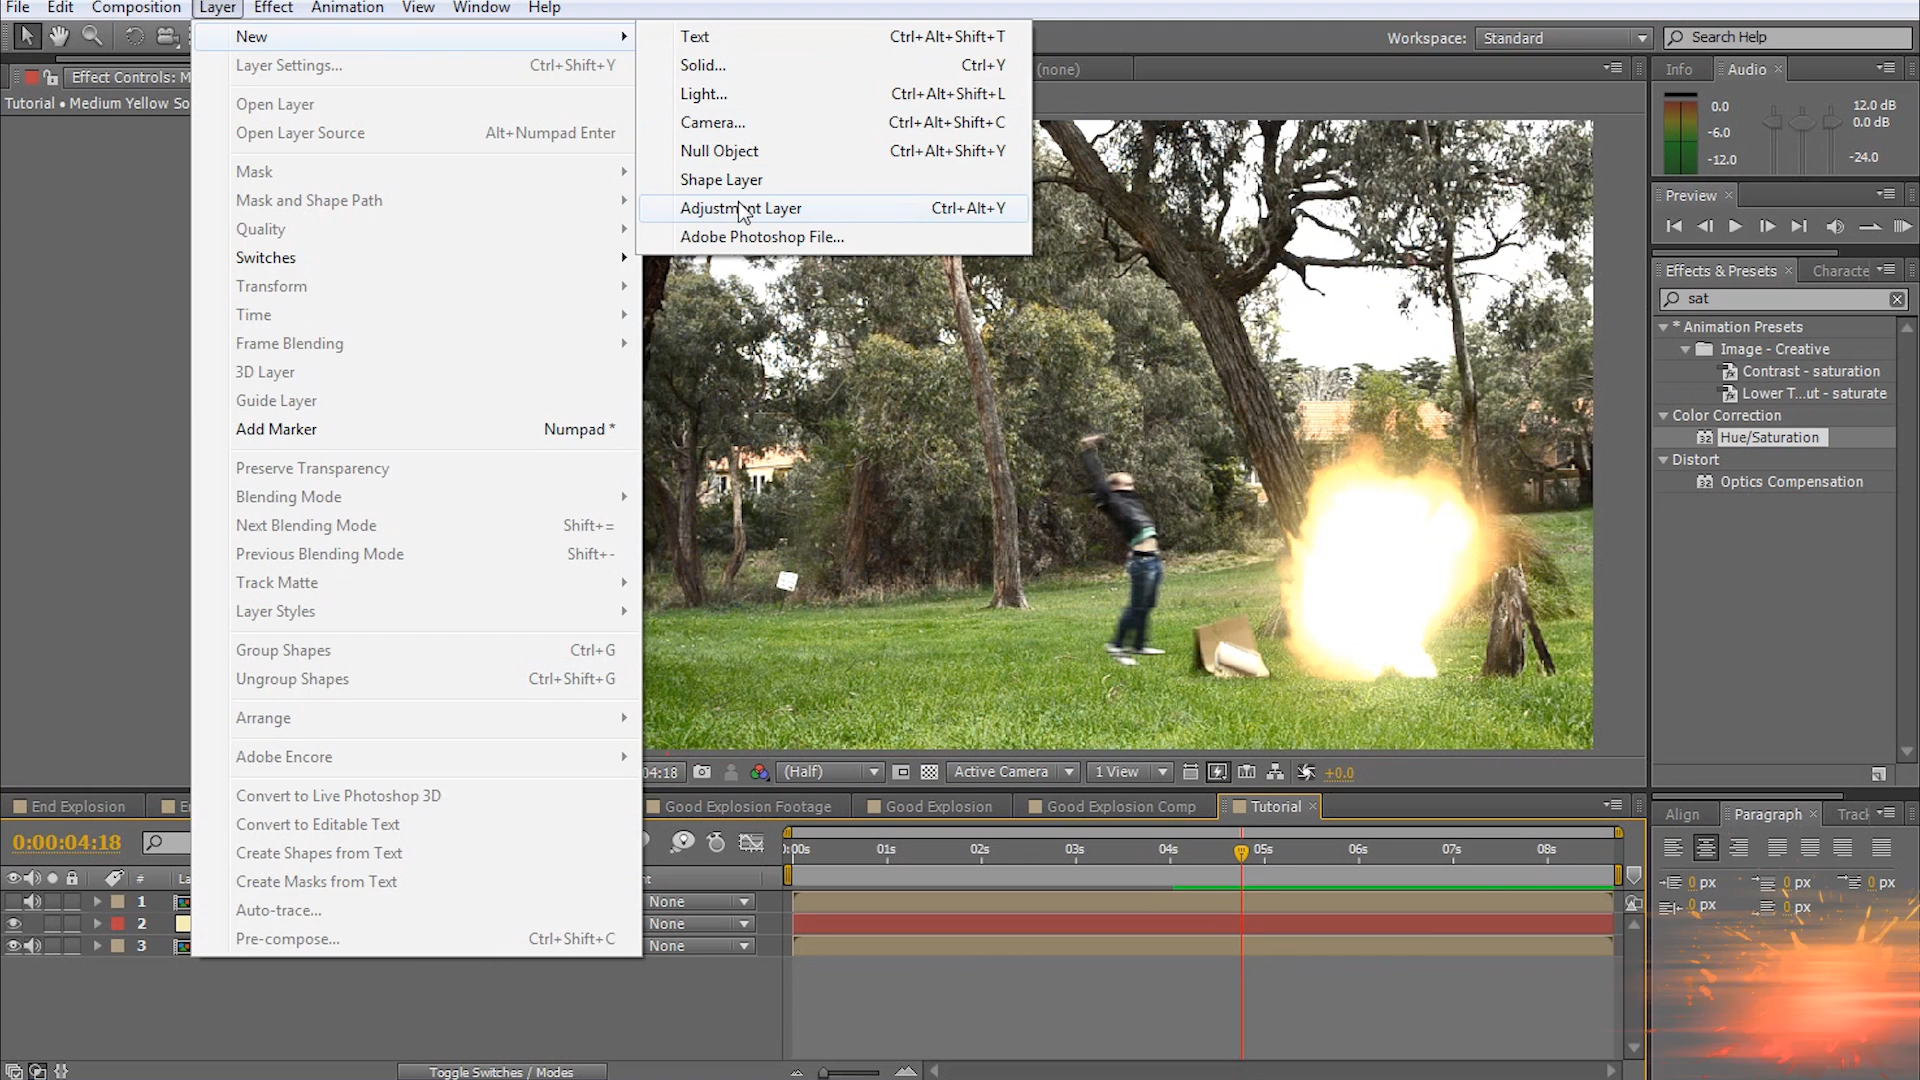 File Edit Composition Layer Effect Animation View Window Help
Workspace: Standard Search Help
Effect Controls: M
Tutorial • Medium Yellow So
New
Layer Settings... Ctrl+Shift+Y
Open Layer
Open Layer Source Alt+Numpad Enter
Mask
Mask and Shape Path
Quality
Switches
Transform
Time
Frame Blending
3D Layer
Guide Layer
Add Marker Numpad *
Preserve Transparency
Blending Mode
Next Blending Mode Shift+=
Previous Blending Mode Shift+-
Track Matte
Layer Styles
Group Shapes Ctrl+G
Ungroup Shapes Ctrl+Shift+G
Arrange
Adobe Encore
Convert to Live Photoshop 3D
Convert to Editable Text
Create Shapes from Text
Create Masks from Text
Auto-trace...
Pre-compose... Ctrl+Shift+C
Text Ctrl+Alt+Shift+T
Solid... Ctrl+Y
Light... Ctrl+Alt+Shift+L
Camera... Ctrl+Alt+Shift+C
Null Object Ctrl+Alt+Shift+Y
Shape Layer
Adjustment Layer Ctrl+Alt+Y
Adobe Photoshop File...
(none)
Info Audio
0.0 12.0 dB
-6.0 0.0 dB
-12.0 -24.0
Preview
Effects & Presets Characte
sat
* Animation Presets
Image - Creative
Contrast - saturation
Lower T...ut - saturate
Color Correction
Hue/Saturation
Distort
Optics Compensation
04:18 (Half) Active Camera 1 View +0.0
End Explosion Good Explosion Footage Good Explosion Good Explosion Comp Tutorial
0:00:04:18
:00s 01s 02s 03s 04s 05s 06s 07s 08s
# La nt
1 None
2 None
3 None
Toggle Switches / Modes
Align Paragraph Trac
0 px 0 px 0 px
0 px 0 px